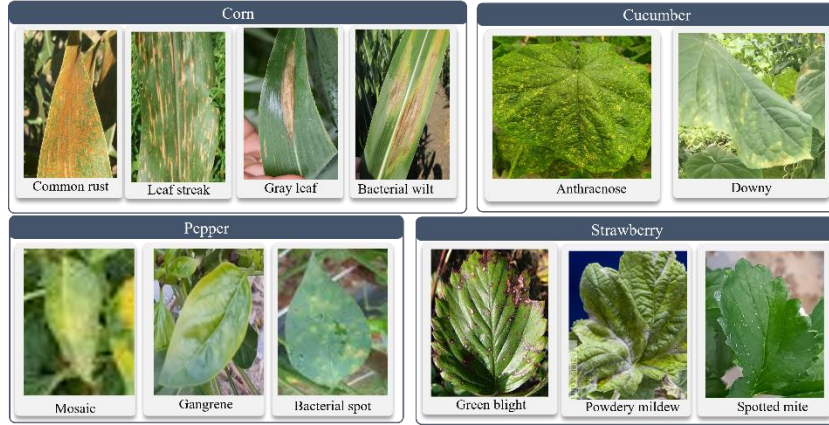 Corn
Common rust
Leaf streak
Gray leaf
Bacterial wilt
Cucumber
Anthracnose
Downy
Pepper
Mosaic
Gangrene
Bacterial spot
Strawberry
Green blight
Powdery mildew
Spotted mite